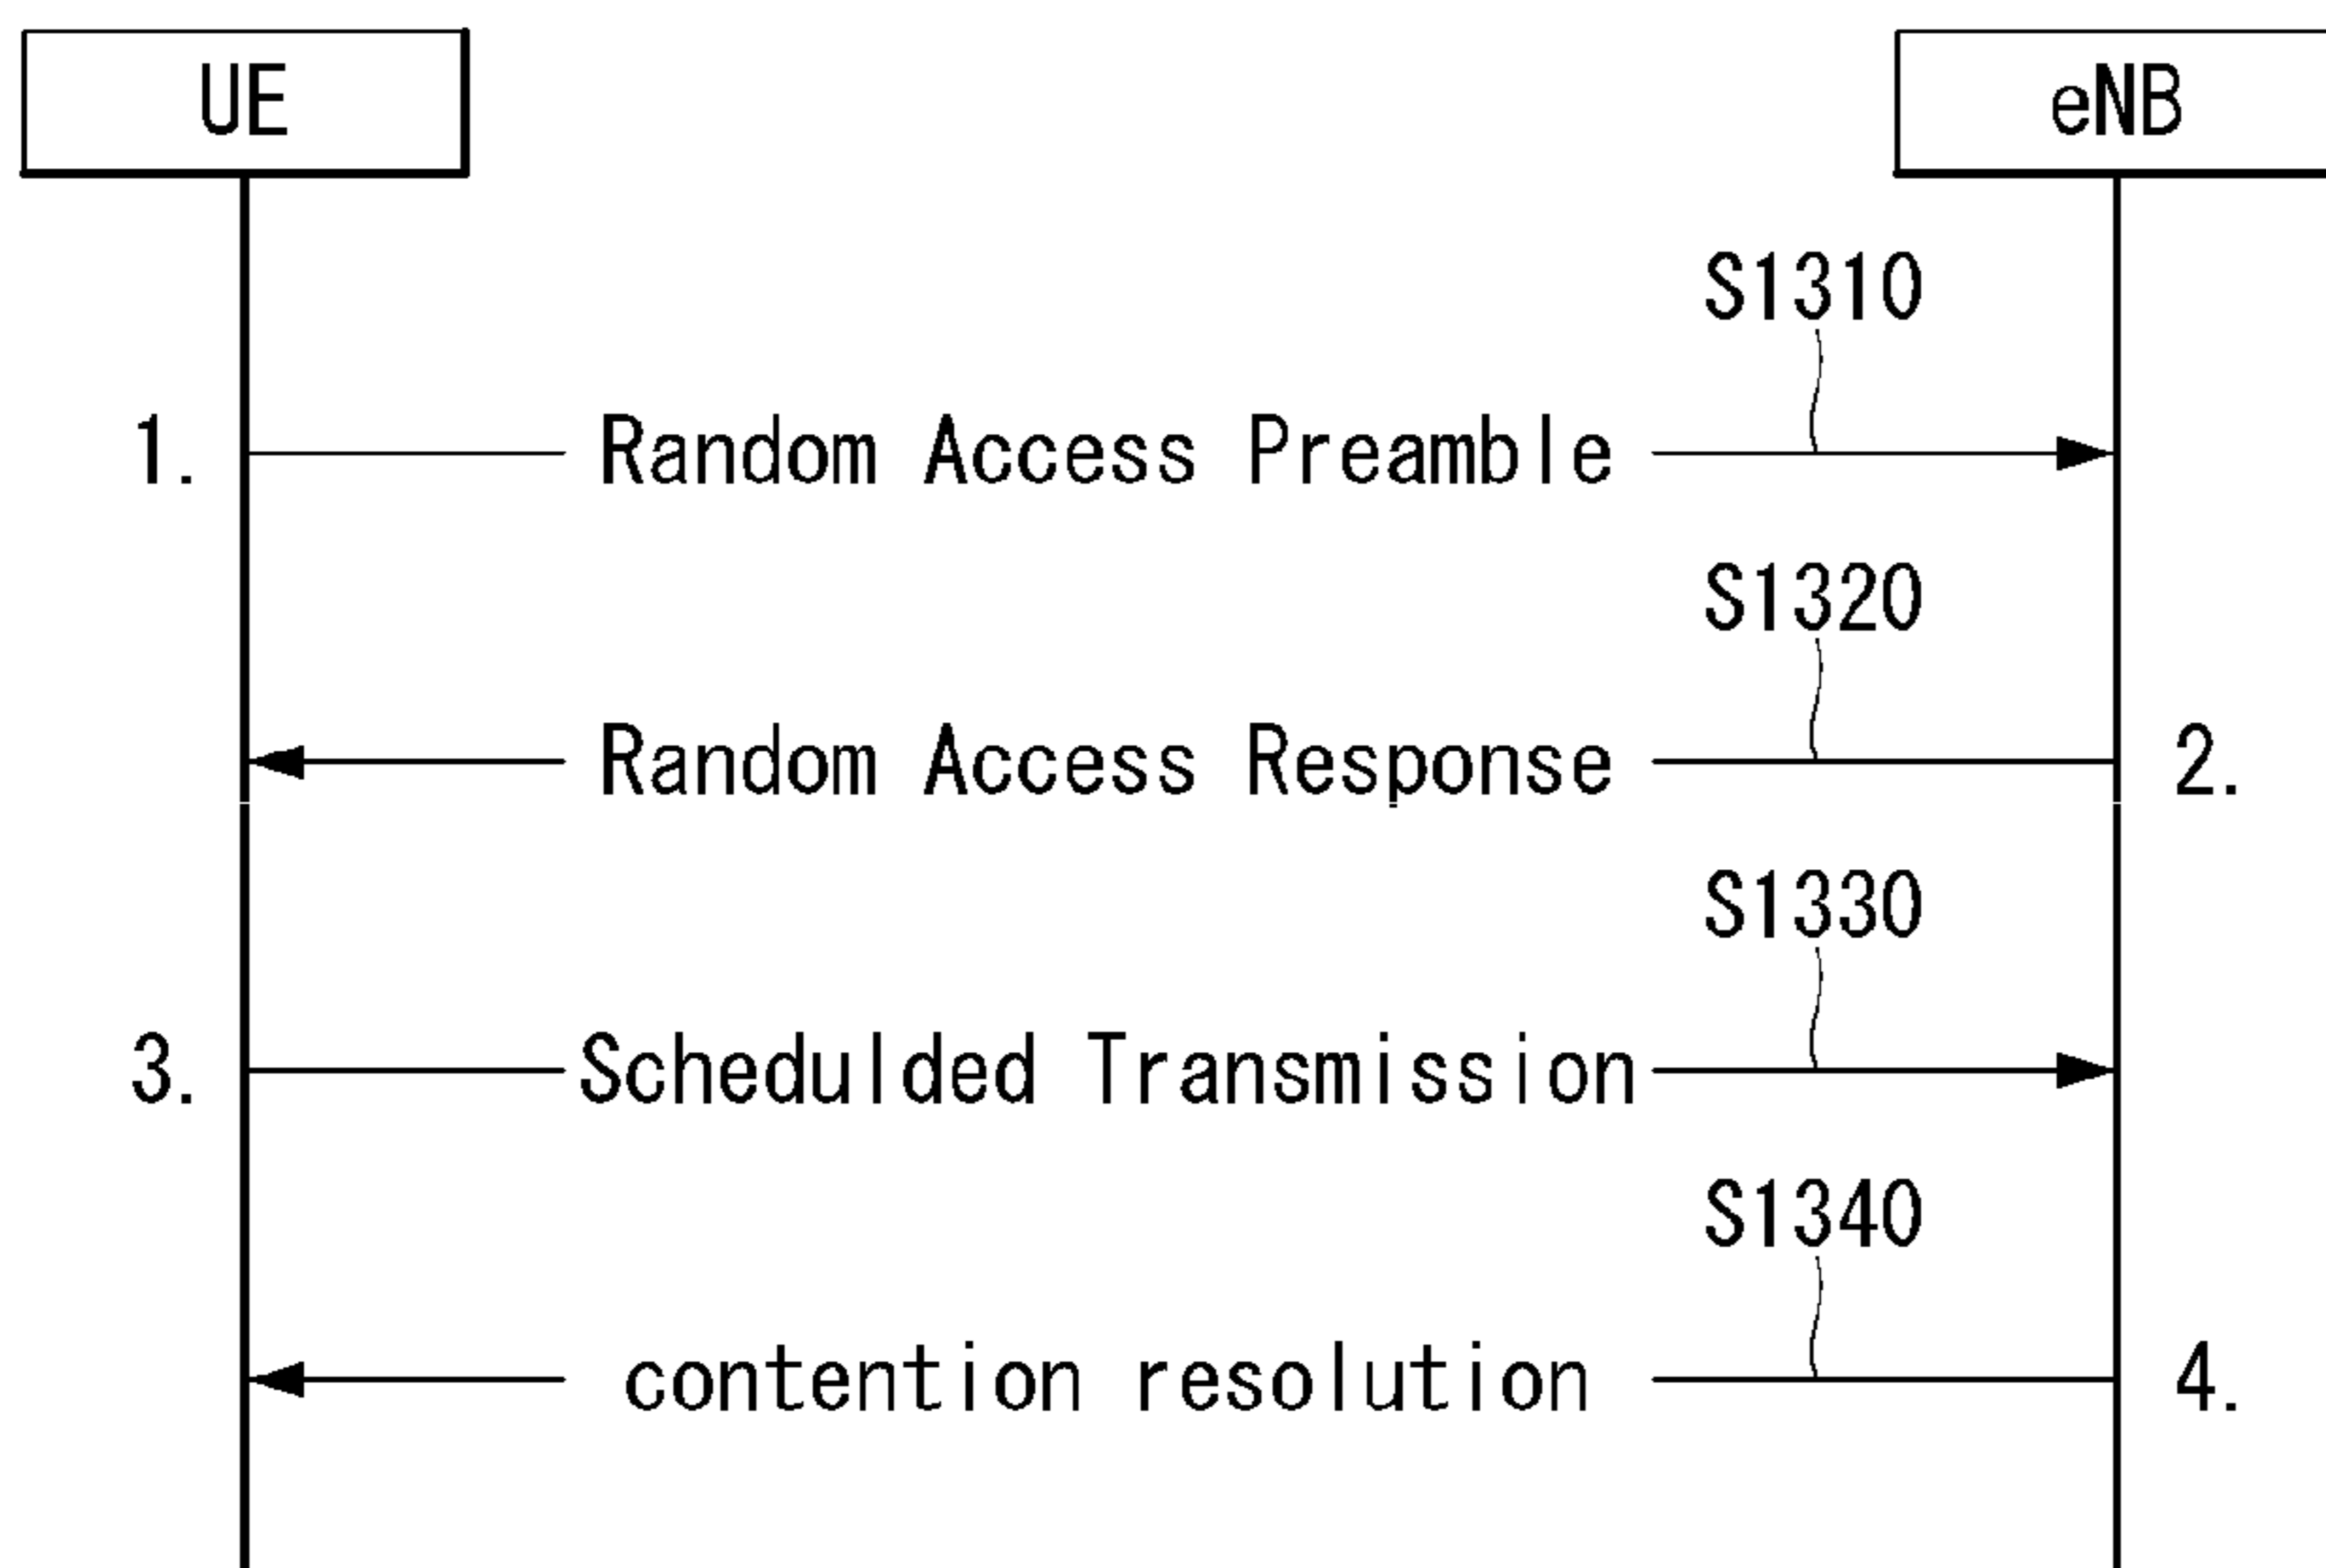 UE
eNB
S1310
1. Random Access Preamble
S1320
Random Access Response 2.
S1330
3. Schedulded Transmission
S1340
contention resolution 4.